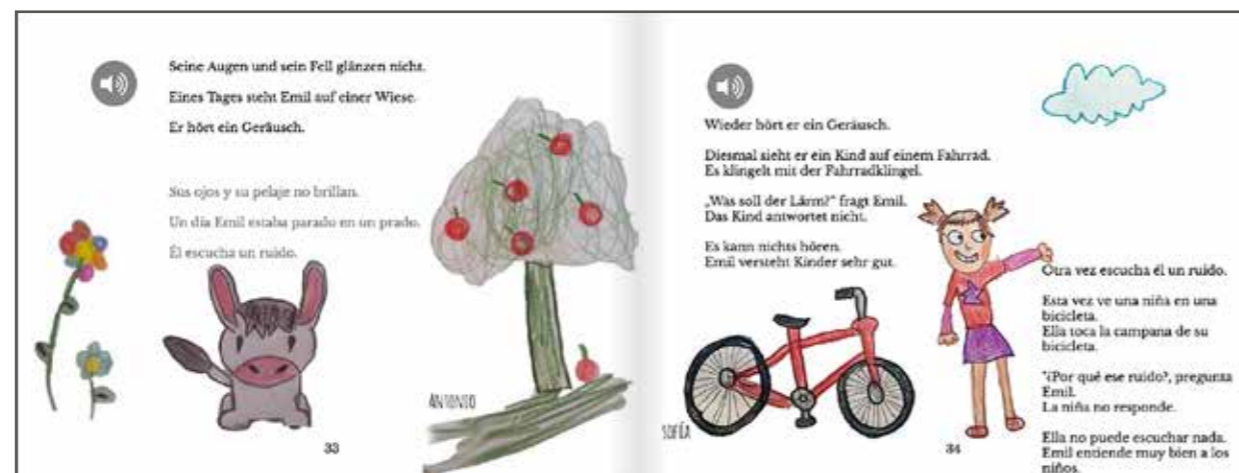 Seine Augen und sein Fell glänzen nicht.
Eines Tages steht Emil auf einer Wiese.
Er hört ein Geräusch.
Sus ojos y su pelaje no brillan.
Un día Emil estaba parado en un prado.
Él escucha un ruido.
ANTONIO
33
Wieder hört er ein Geräusch.
Diesmal sieht er ein Kind auf einem Fahrrad.
Es klingelt mit der Fahrradklingel.
„Was soll der Lärm?" fragt Emil.
Das Kind antwortet nicht.
Es kann nichts hören.
Emil versteht Kinder sehr gut.
Otra vez escucha él un ruido.
Esta vez ve una niña en una
bicicleta.
Ella toca la campana de su
bicicleta.
"¿Por qué ese ruido?, pregunta
Emil.
La niña no responde.
Ella no puede escuchar nada.
Emil entiende muy bien a los
niños.
SOFÍA
34